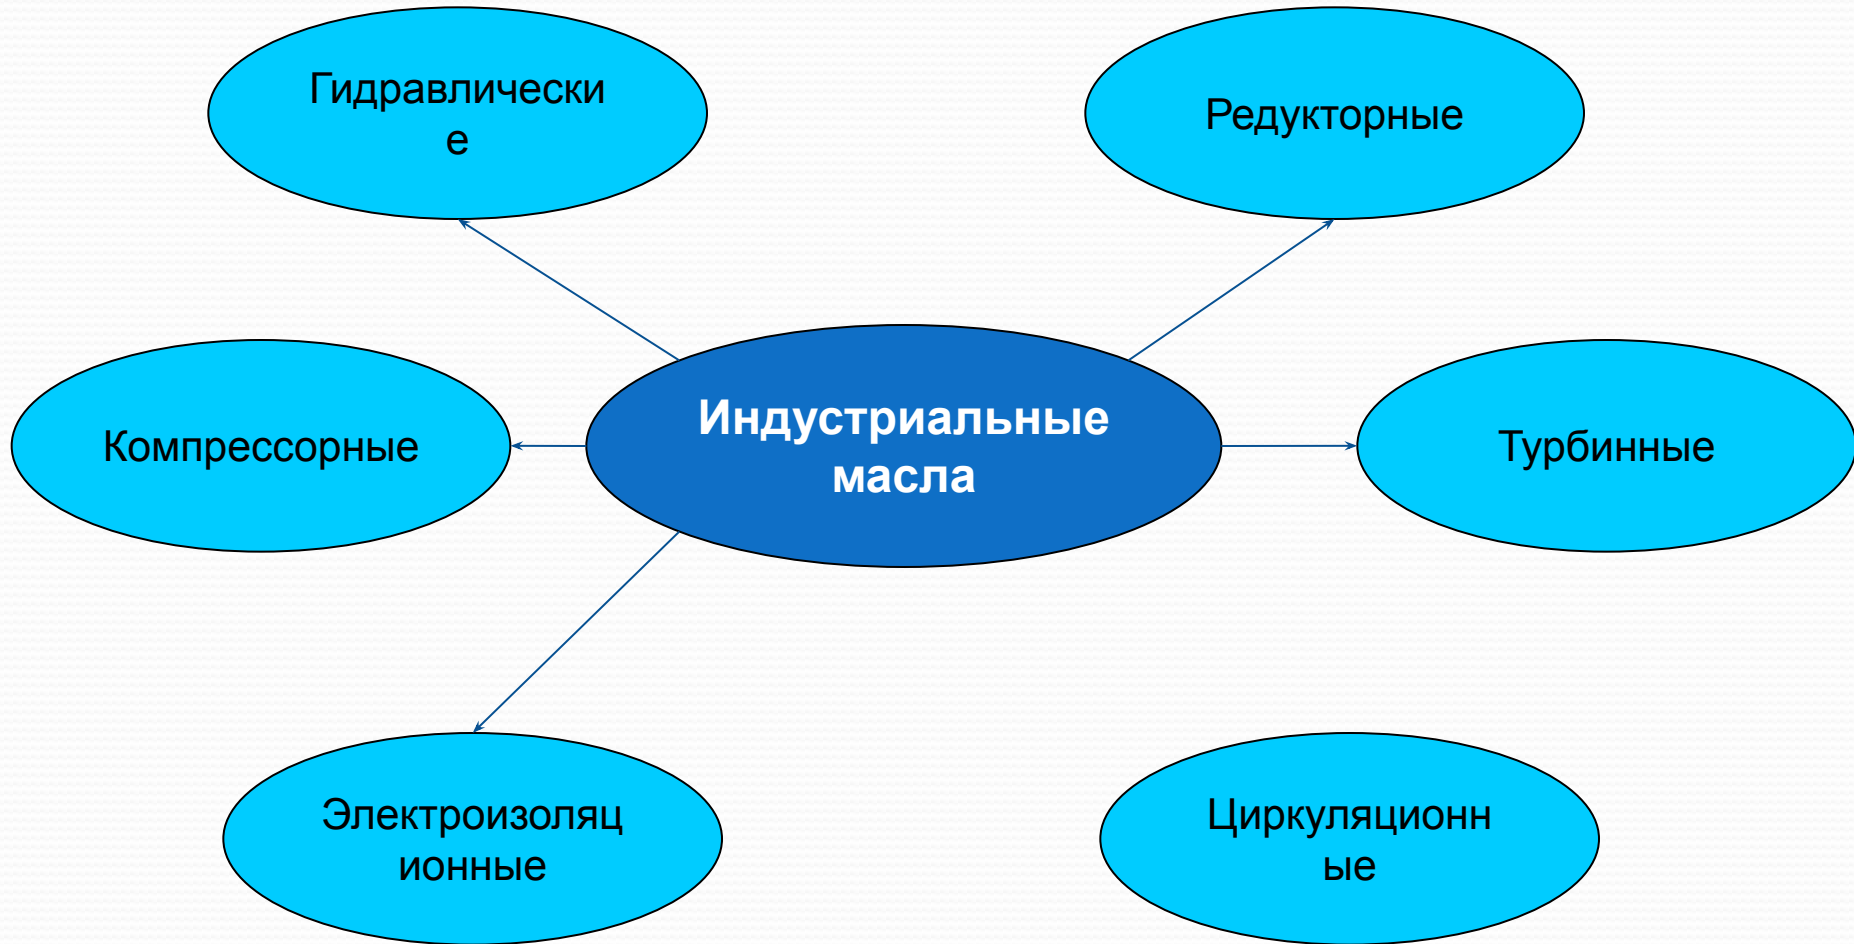 Гидравлически
е
Редукторные
Компрессорные
Индустриальные
масла
Турбинные
Электроизоляц
ионные
Циркуляционн
ые